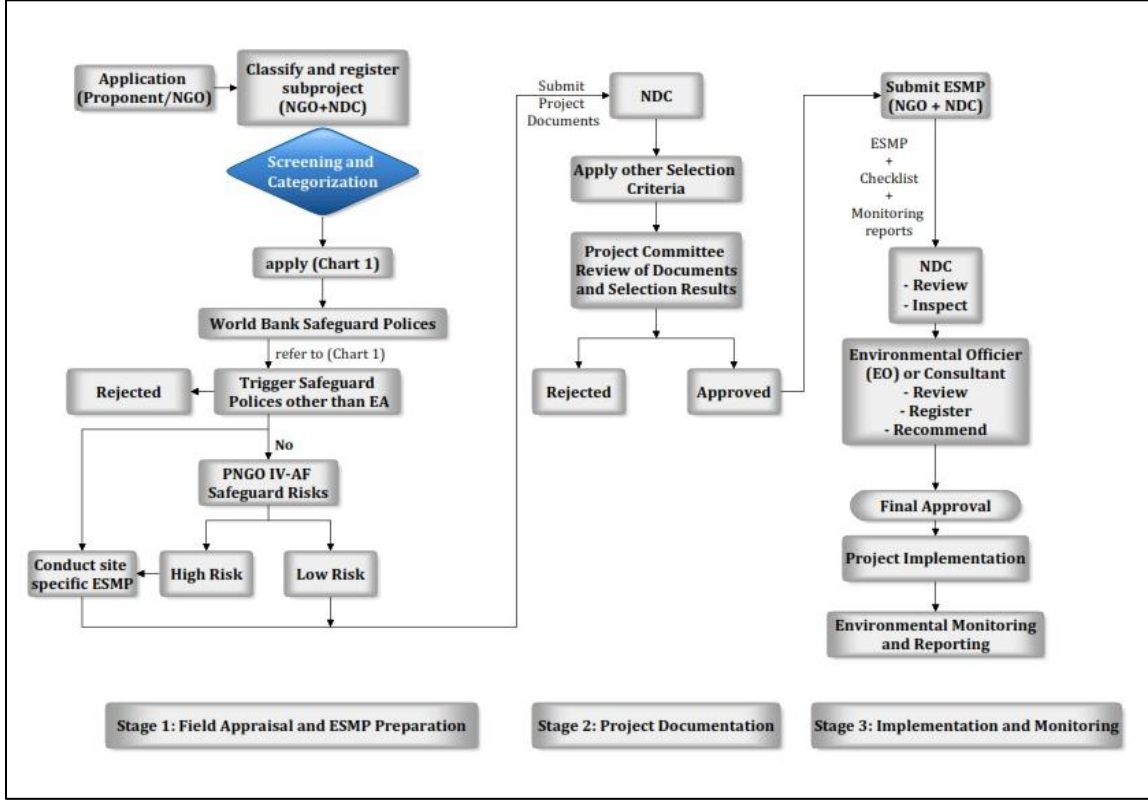 Application
(Proponent/NGO)
Classify and register
subproject
(NGO+NDC)
Screening and
Categorization
apply (Chart 1)
World Bank Safeguard Polices
refer to (Chart 1)
Rejected
Trigger Safeguard
Polices other than EA
No
PNGO IV-AF
Safeguard Risks
Conduct site
specific ESMP
High Risk
Low Risk
Stage 1: Field Appraisal and ESMP Preparation
Submit
Project
Documents
NDC
Apply other Selection
Criteria
Project Committee
Review of Documents
and Selection Results
Rejected
Approved
Stage 2: Project Documentation
Submit ESMP
(NGO + NDC)
ESMP
+
Checklist
+
Monitoring
reports
NDC
- Review
- Inspect
Environmental Officier
(EO) or Consultant
- Review
- Register
- Recommend
Final Approval
Project Implementation
Environmental Monitoring
and Reporting
Stage 3: Implementation and Monitoring